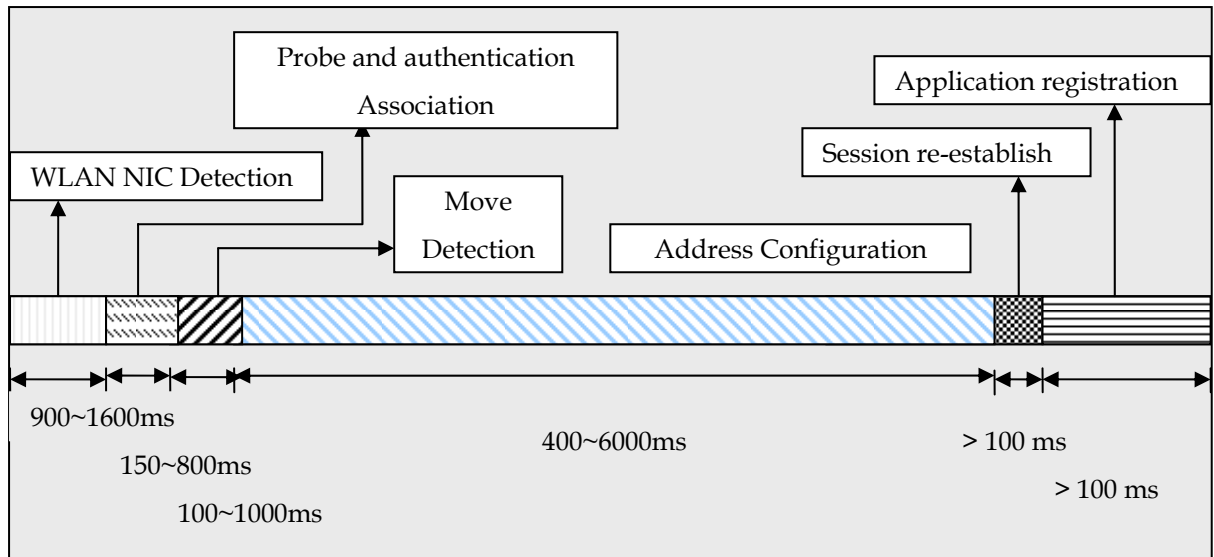 Probe and authentication
Association
Application registration
Session re-establish
WLAN NIC Detection
Move
Detection
Address Configuration
900~1600ms
400~6000ms
> 100 ms
150~800ms
> 100 ms
100~1000ms